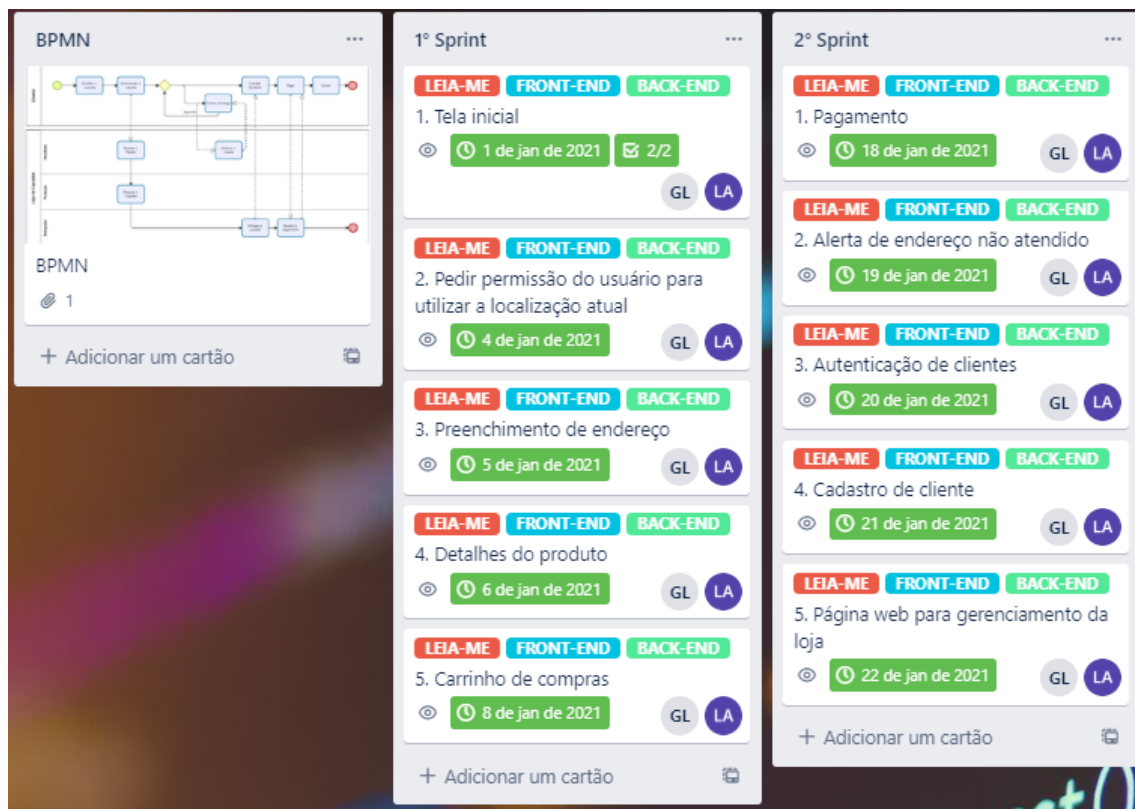 BPMN
BPMN
1
+ Adicionar um cartão
1º Sprint
LEIA-ME FRONT-END BACK-END
1. Tela inicial
1 de jan de 2021 2/2
GL LA
LEIA-ME FRONT-END BACK-END
2. Pedir permissão do usuário para
utilizar a localização atual
4 de jan de 2021 GL LA
LEIA-ME FRONT-END BACK-END
3. Preenchimento de endereço
5 de jan de 2021 GL LA
LEIA-ME FRONT-END BACK-END
4. Detalhes do produto
6 de jan de 2021 GL LA
LEIA-ME FRONT-END BACK-END
5. Carrinho de compras
8 de jan de 2021 GL LA
+ Adicionar um cartão
2º Sprint
LEIA-ME FRONT-END BACK-END
1. Pagamento
18 de jan de 2021 GL LA
LEIA-ME FRONT-END BACK-END
2. Alerta de endereço não atendido
19 de jan de 2021 GL LA
LEIA-ME FRONT-END BACK-END
3. Autenticação de clientes
20 de jan de 2021 GL LA
LEIA-ME FRONT-END BACK-END
4. Cadastro de cliente
21 de jan de 2021 GL LA
LEIA-ME FRONT-END BACK-END
5. Página web para gerenciamento da
loja
22 de jan de 2021 GL LA
+ Adicionar um cartão